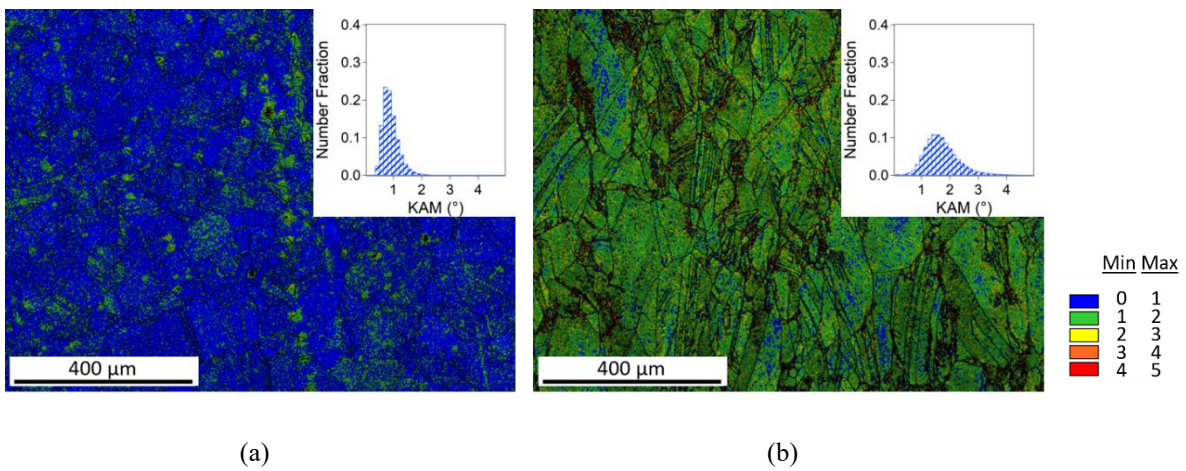 0.4
0.3
0.2
0.1
0.0
Number Fraction
1 2 3 4
KAM (°)
400 µm
(a)
0.4
0.3
0.2
0.1
0.0
Number Fraction
1 2 3 4
KAM (°)
400 µm
(b)
Min Max
0 1
1 2
2 3
3 4
4 5